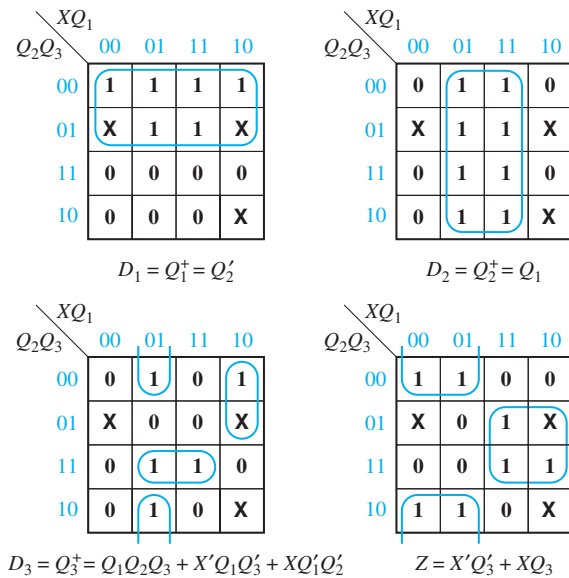 XQ₁ XQ₁
Q₂Q₃ 00 01 11 10 Q₂Q₃ 00 01 11 10
00 1 1 1 1 00 0 1 1 0
01 X 1 1 X 01 X 1 1 X
11 0 0 0 0 11 0 1 1 0
10 0 0 0 X 10 0 1 1 X
D₁ = Q₁⁺ = Q₂′ D₂ = Q₂⁺ = Q₁
XQ₁ XQ₁
Q₂Q₃ 00 01 11 10 Q₂Q₃ 00 01 11 10
00 0 1 0 1 00 1 1 0 0
01 X 0 0 X 01 X 0 1 X
11 0 1 1 0 11 0 0 1 1
10 0 1 0 X 10 1 1 0 X
D₃ = Q₃⁺ = Q₁Q₂Q₃ + X′Q₁Q₃′ + XQ₁′Q₂′ Z = X′Q₃′ + XQ₃